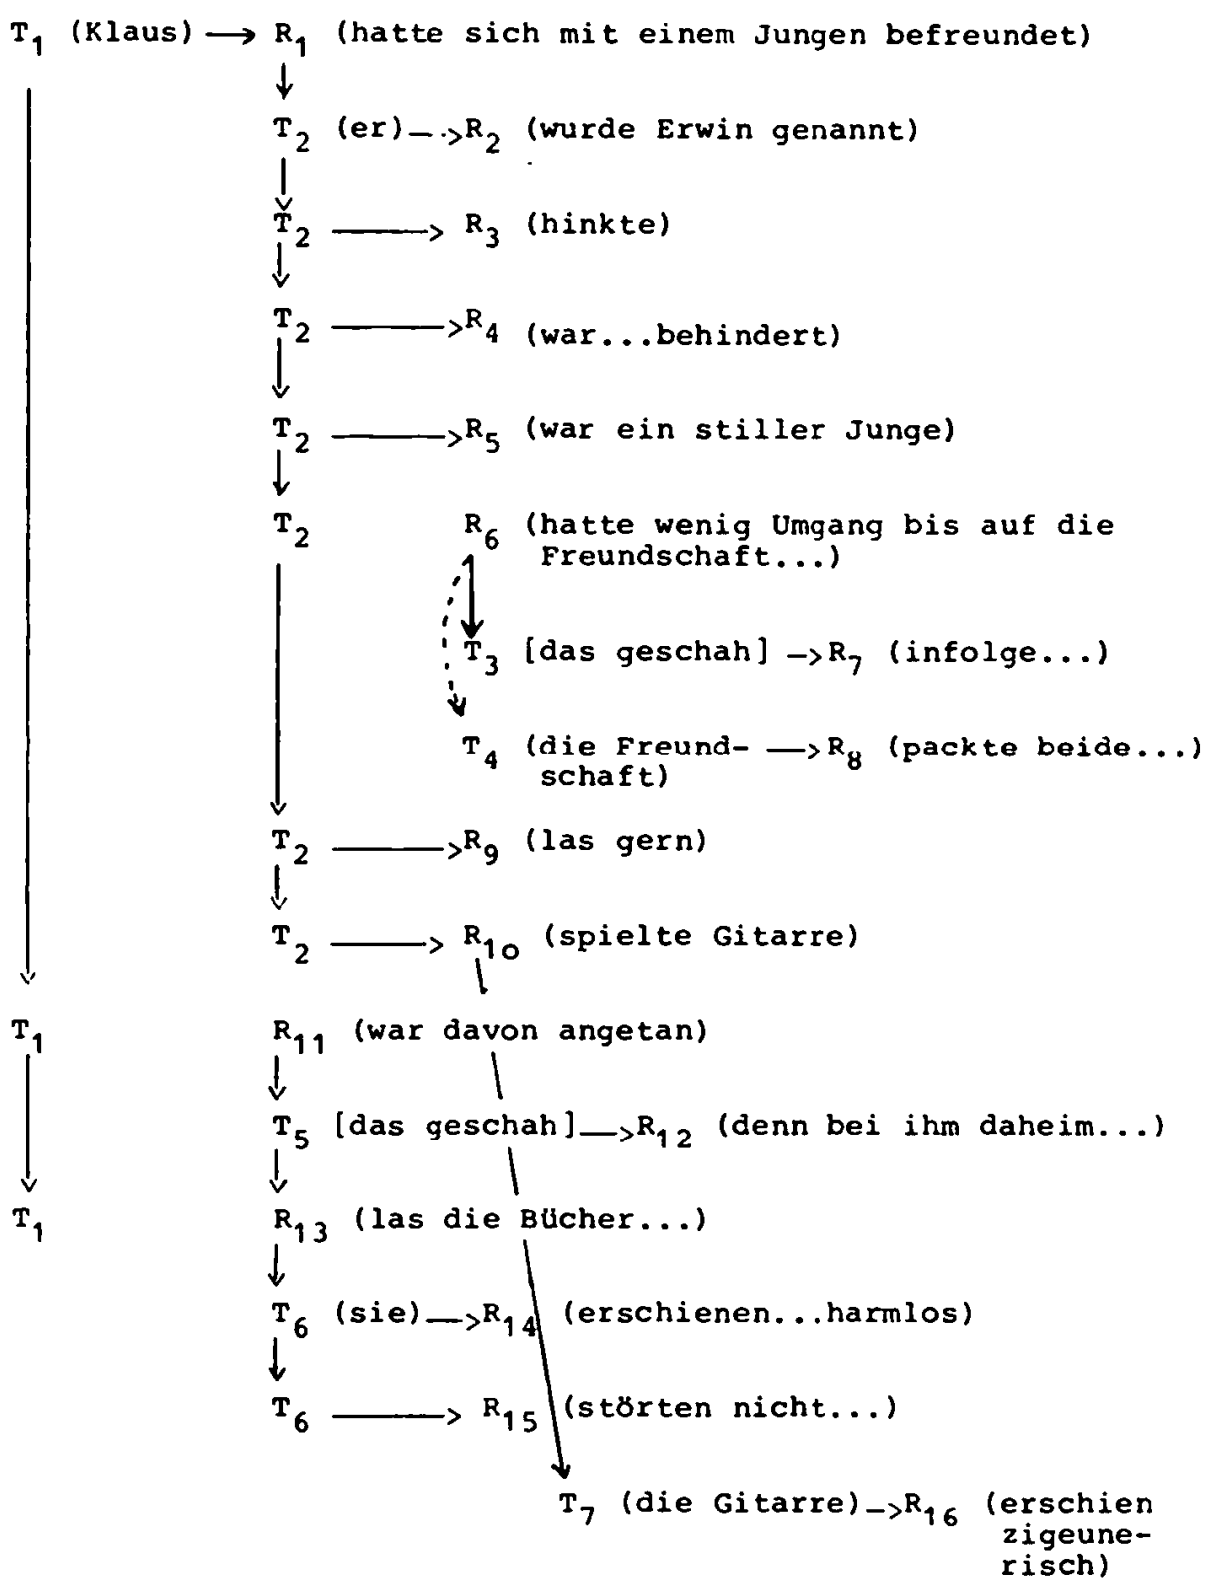 T1 (Klaus) → R1 (hatte sich mit einem Jungen befreundet)
T2 (er) -.-> R2 (wurde Erwin genannt)
T2 → R3 (hinkte)
T2 → R4 (war...behindert)
T2 → R5 (war ein stiller Junge)
T2 R6 (hatte wenig Umgang bis auf die
Freundschaft...)
T3 [das geschah] -> R7 (infolge...)
T4 (die Freund- → R8 (packte beide...)
schaft)
T2 → R9 (las gern)
T2 → R10 (spielte Gitarre)
T1 R11 (war davon angetan)
T5 [das geschah] → R12 (denn bei ihm daheim...)
T1 R13 (las die Bücher...)
T6 (sie) → R14 (erschienen...harmlos)
T6 → R15 (störten nicht...)
T7 (die Gitarre) -> R16 (erschien
zigeune-
risch)